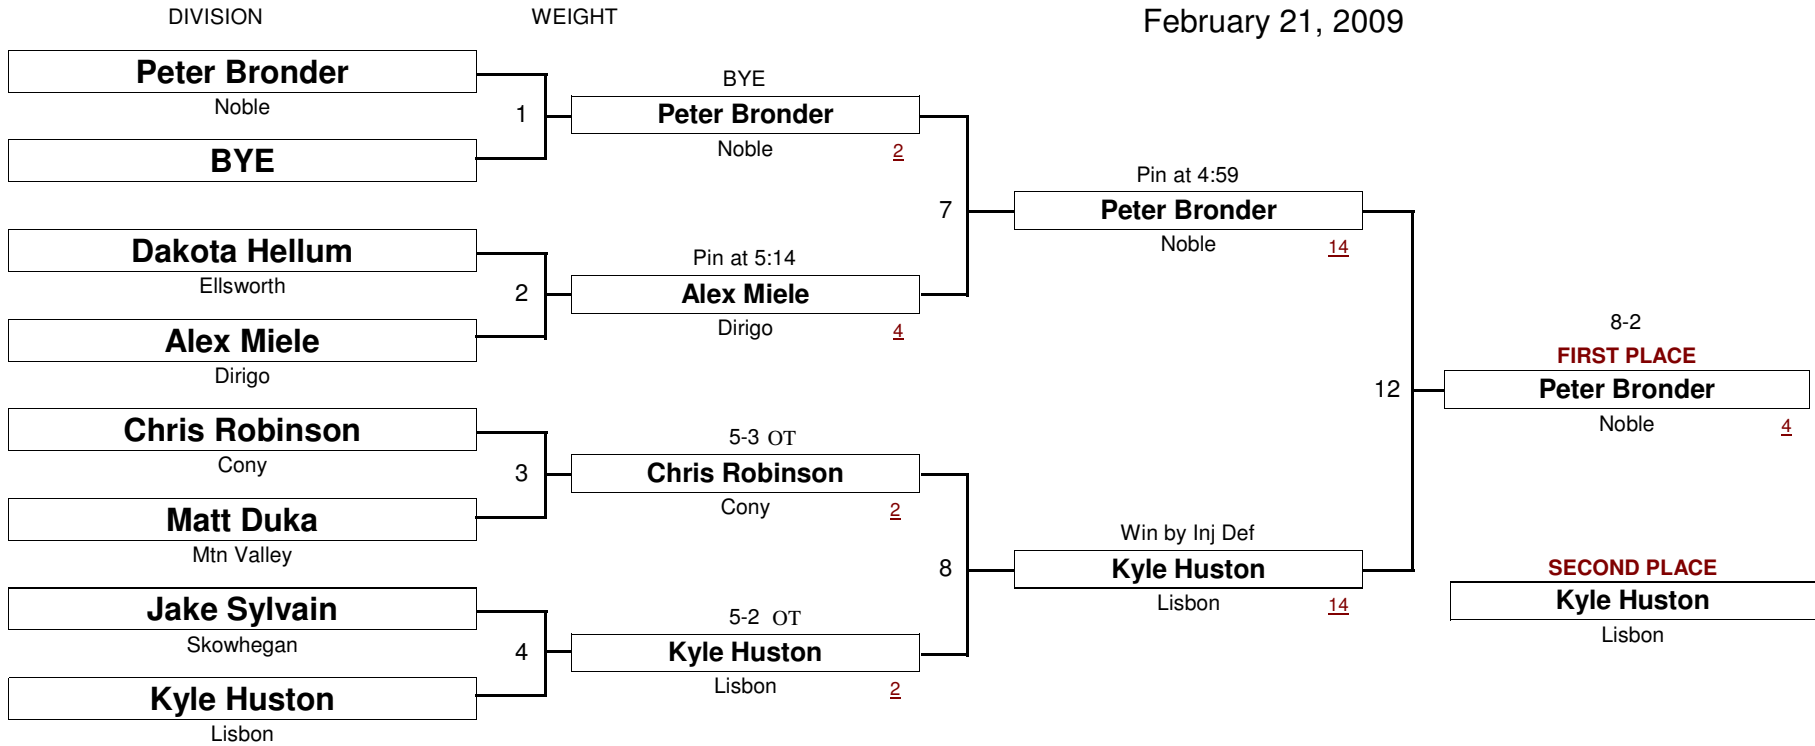 DIVISION
WEIGHT
February 21, 2009
Peter Bronder
Noble
1
BYE
BYE
Peter Bronder
Noble
2
Dakota Hellum
Ellsworth
2
Alex Miele
Dirigo
Pin at 5:14
Alex Miele
Dirigo
4
7
Pin at 4:59
Peter Bronder
Noble
14
Chris Robinson
Cony
3
Matt Duka
Mtn Valley
5-3 OT
Chris Robinson
Cony
2
Jake Sylvain
Skowhegan
4
Kyle Huston
Lisbon
5-2 OT
Kyle Huston
Lisbon
2
8
Win by Inj Def
Kyle Huston
Lisbon
14
12
8-2
FIRST PLACE
Peter Bronder
Noble
4
SECOND PLACE
Kyle Huston
Lisbon